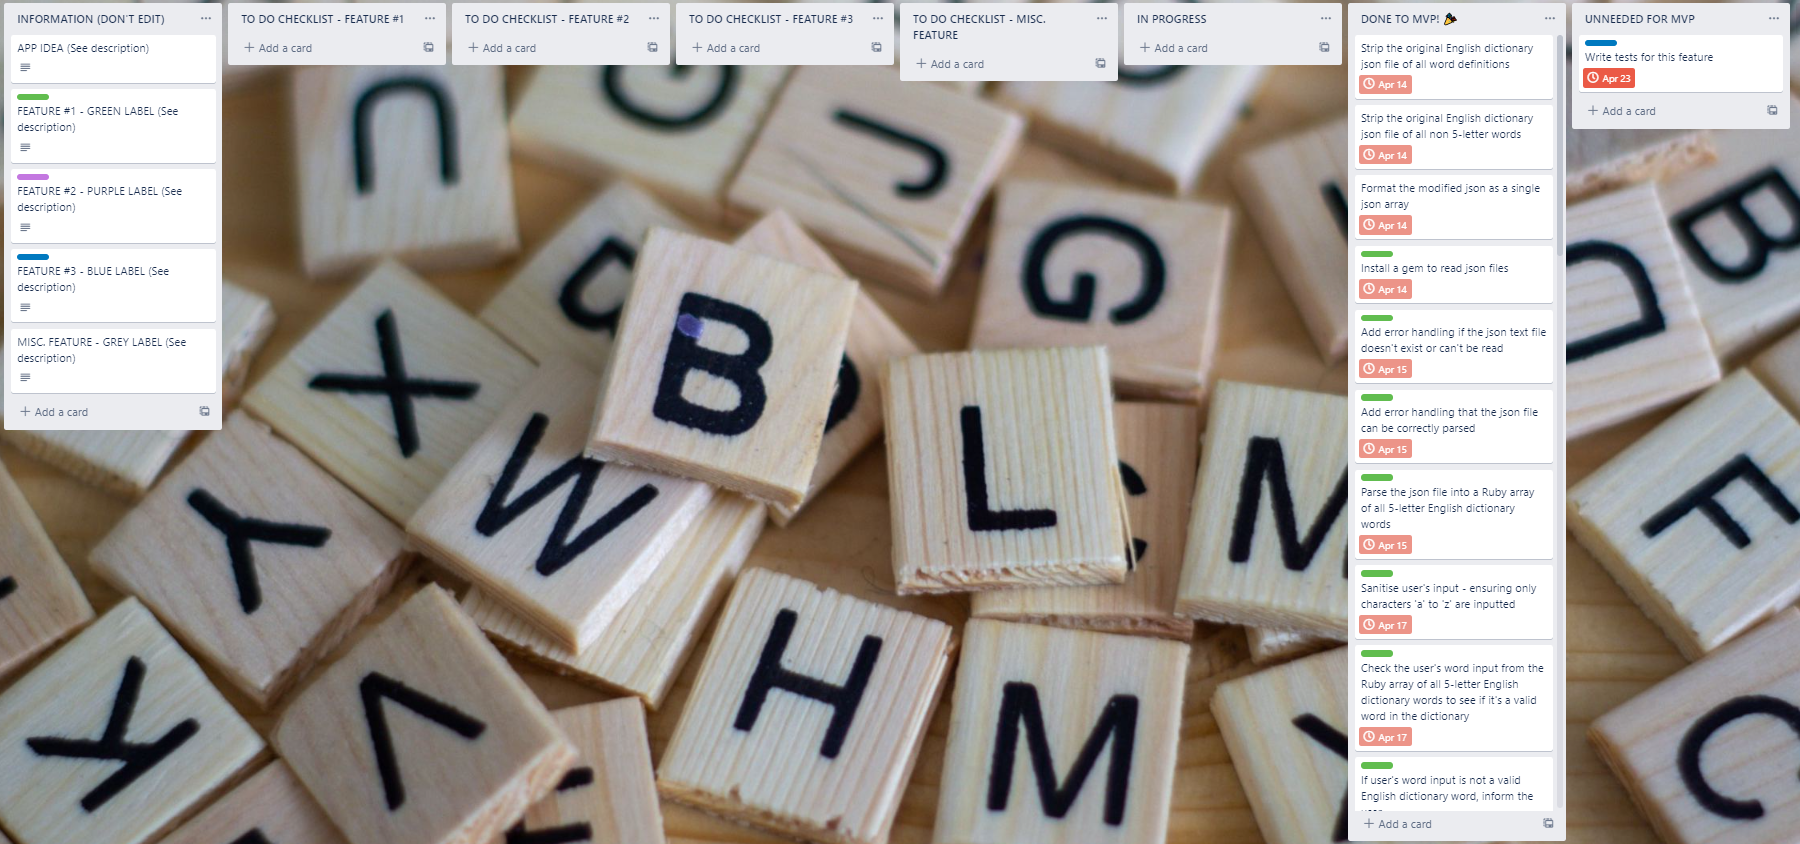 INFORMATION (DON'T EDIT)
APP IDEA (See description)
FEATURE #1 - GREEN LABEL (See
description)
FEATURE #2 - PURPLE LABEL (See
description)
FEATURE #3 - BLUE LABEL (See
description)
MISC. FEATURE - GREY LABEL (See
description)
+ Add a card
TO DO CHECKLIST - FEATURE #1
+ Add a card
TO DO CHECKLIST - FEATURE #2
+ Add a card
TO DO CHECKLIST - FEATURE #3
+ Add a card
TO DO CHECKLIST - MISC.
FEATURE
+ Add a card
IN PROGRESS
+ Add a card
DONE TO MVP! 🎉
Strip the original English dictionary
json file of all word definitions
Apr 14
Strip the original English dictionary
json file of all non 5-letter words
Apr 14
Format the modified json as a single
json array
Apr 14
Install a gem to read json files
Apr 14
Add error handling if the json text file
doesn't exist or can't be read
Apr 15
Add error handling that the json file
can be correctly parsed
Apr 15
Parse the json file into a Ruby array
of all 5-letter English dictionary
words
Apr 15
Sanitise user's input - ensuring only
characters 'a' to 'z' are inputted
Apr 17
Check the user's word input from the
Ruby array of all 5-letter English
dictionary words to see if it's a valid
word in the dictionary
Apr 17
If user's word input is not a valid
English dictionary word, inform the
+ Add a card
UNNEEDED FOR MVP
Write tests for this feature
Apr 23
+ Add a card
U
G
J
G
B
B
D
X
B
L
M
F
W
Y
H
M
K
V
C